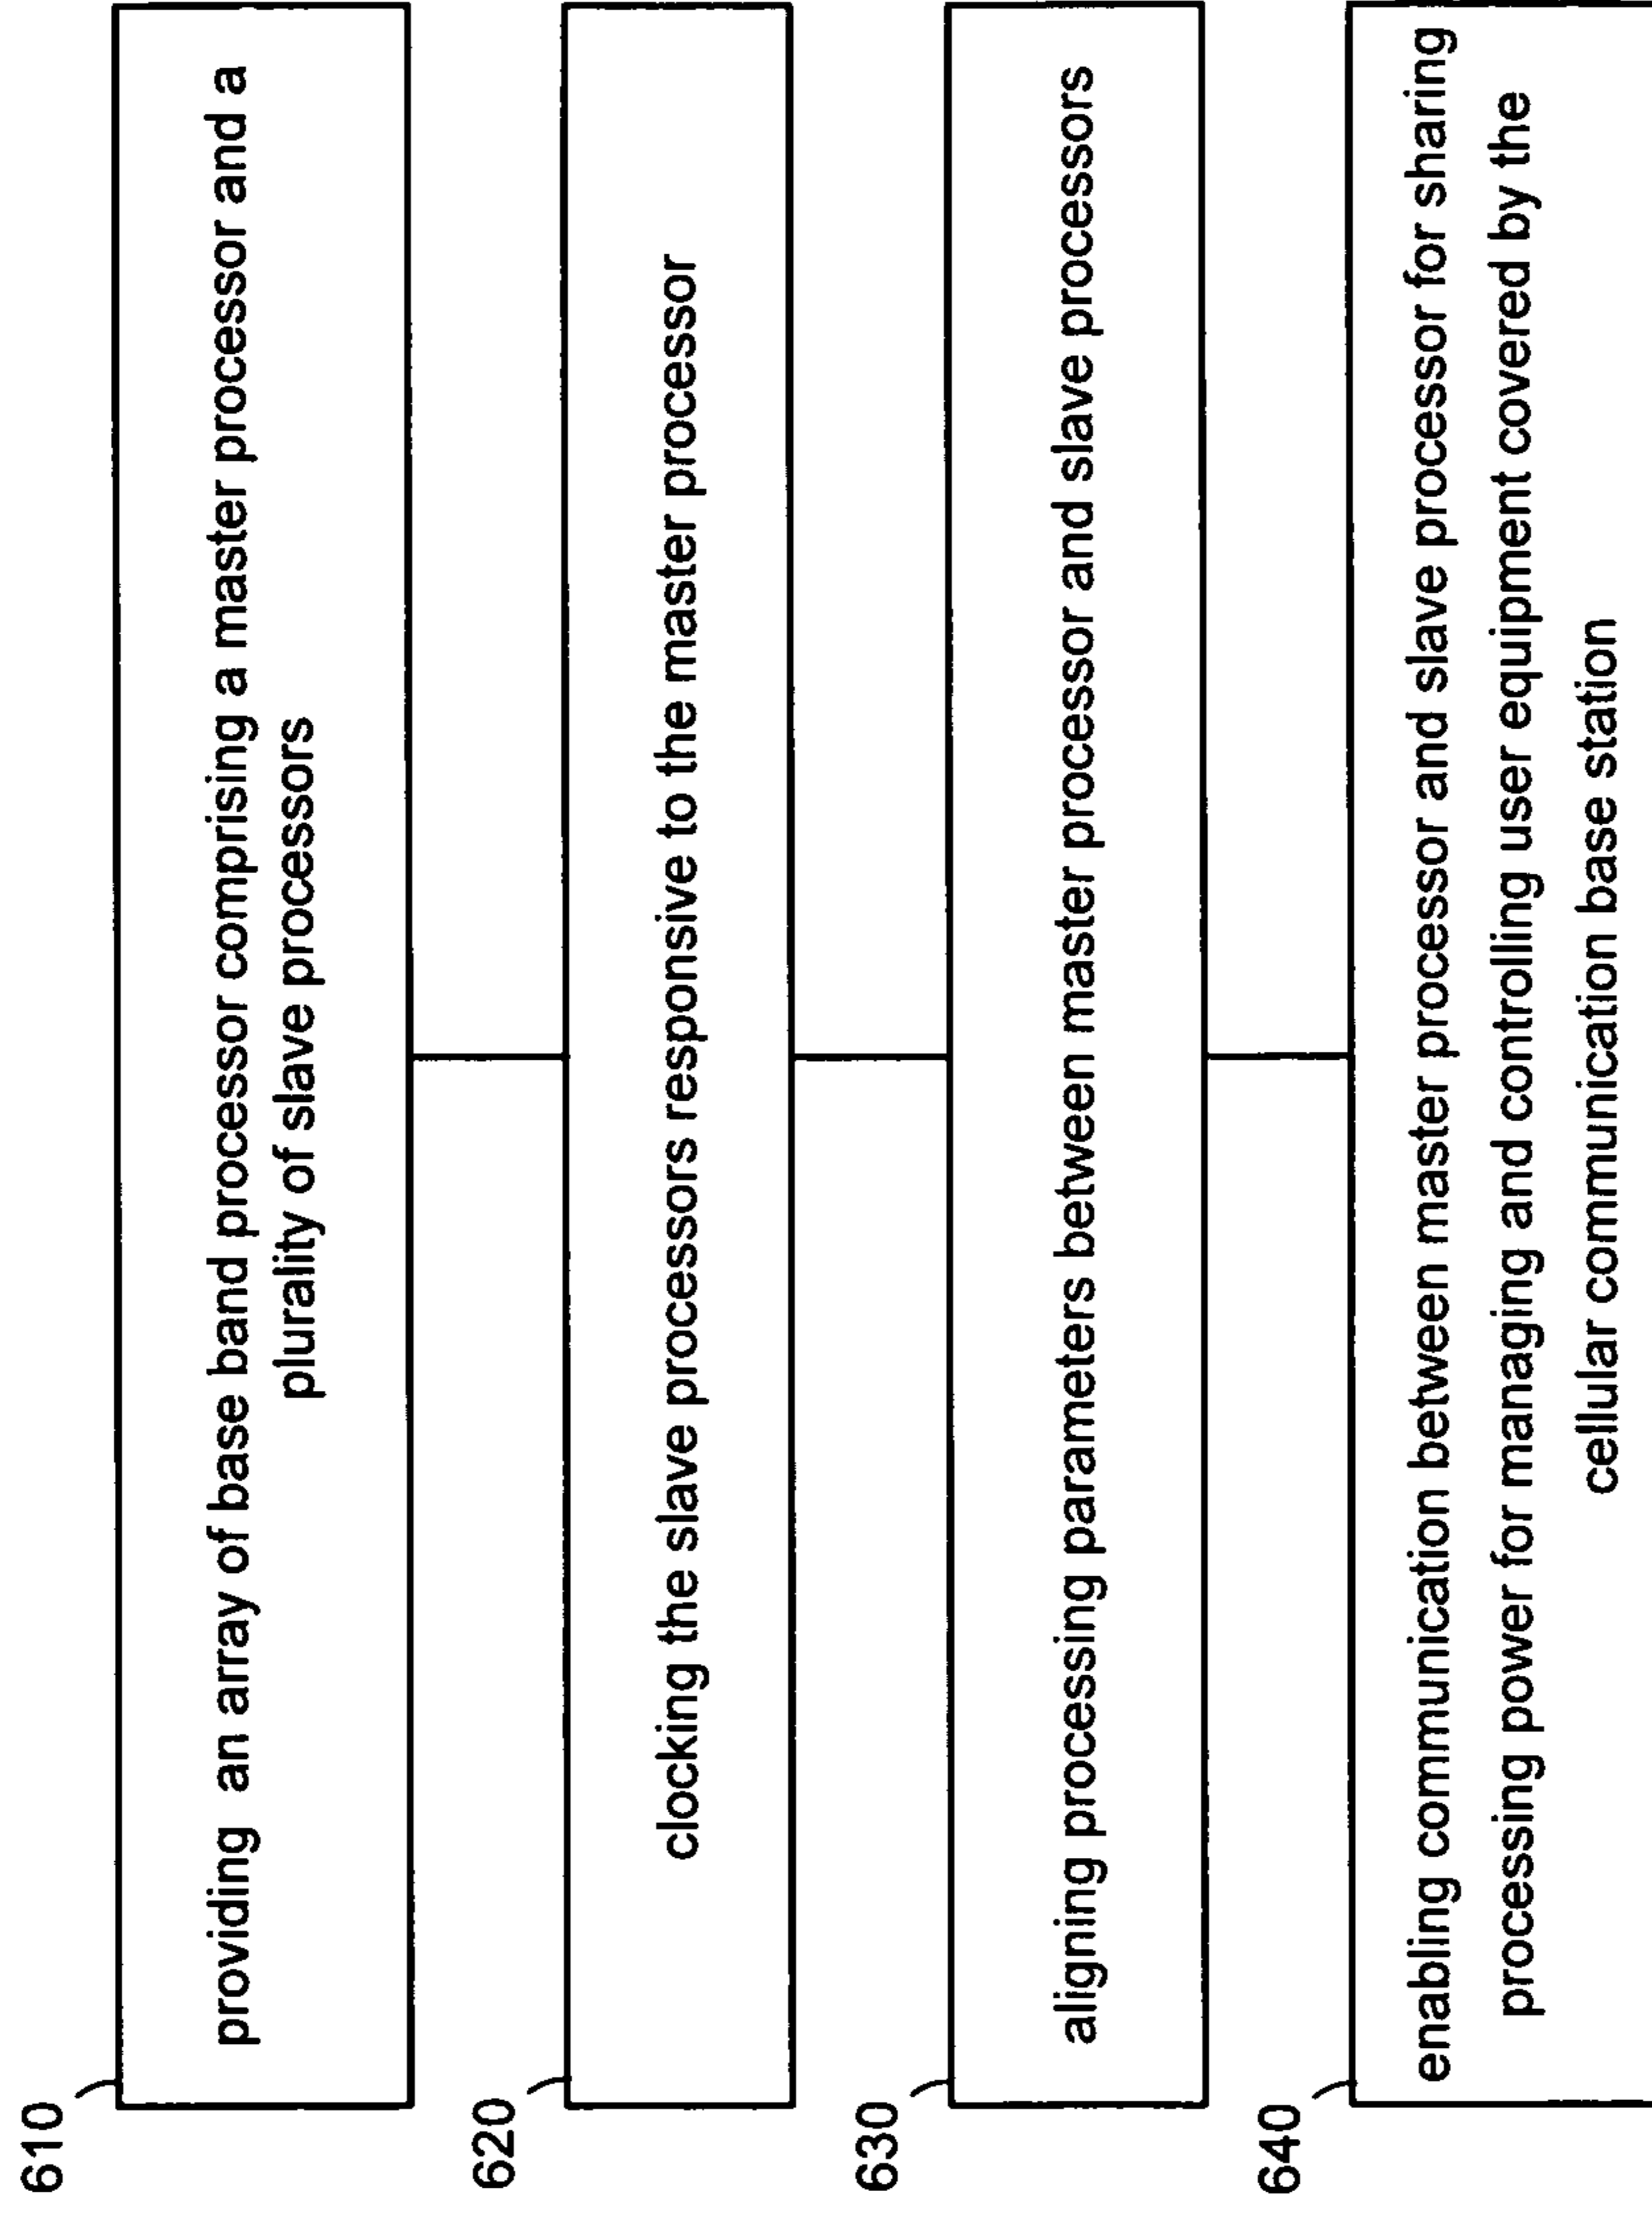 610
providing an array of base band processor comprising a master processor and a
plurality of slave processors
620
clocking the slave processors responsive to the master processor
630
aligning processing parameters between master processor and slave processors
640
enabling communication between master processor and slave processor for sharing
processing power for managing and controlling user equipment covered by the
cellular communication base station